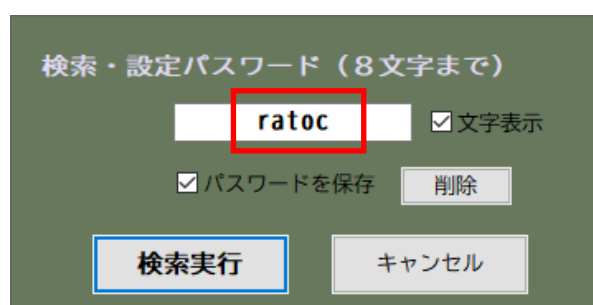 検索・設定パスワード（８文字まで）
ratoc 文字表示
パスワードを保存 削除
検索実行 キャンセル